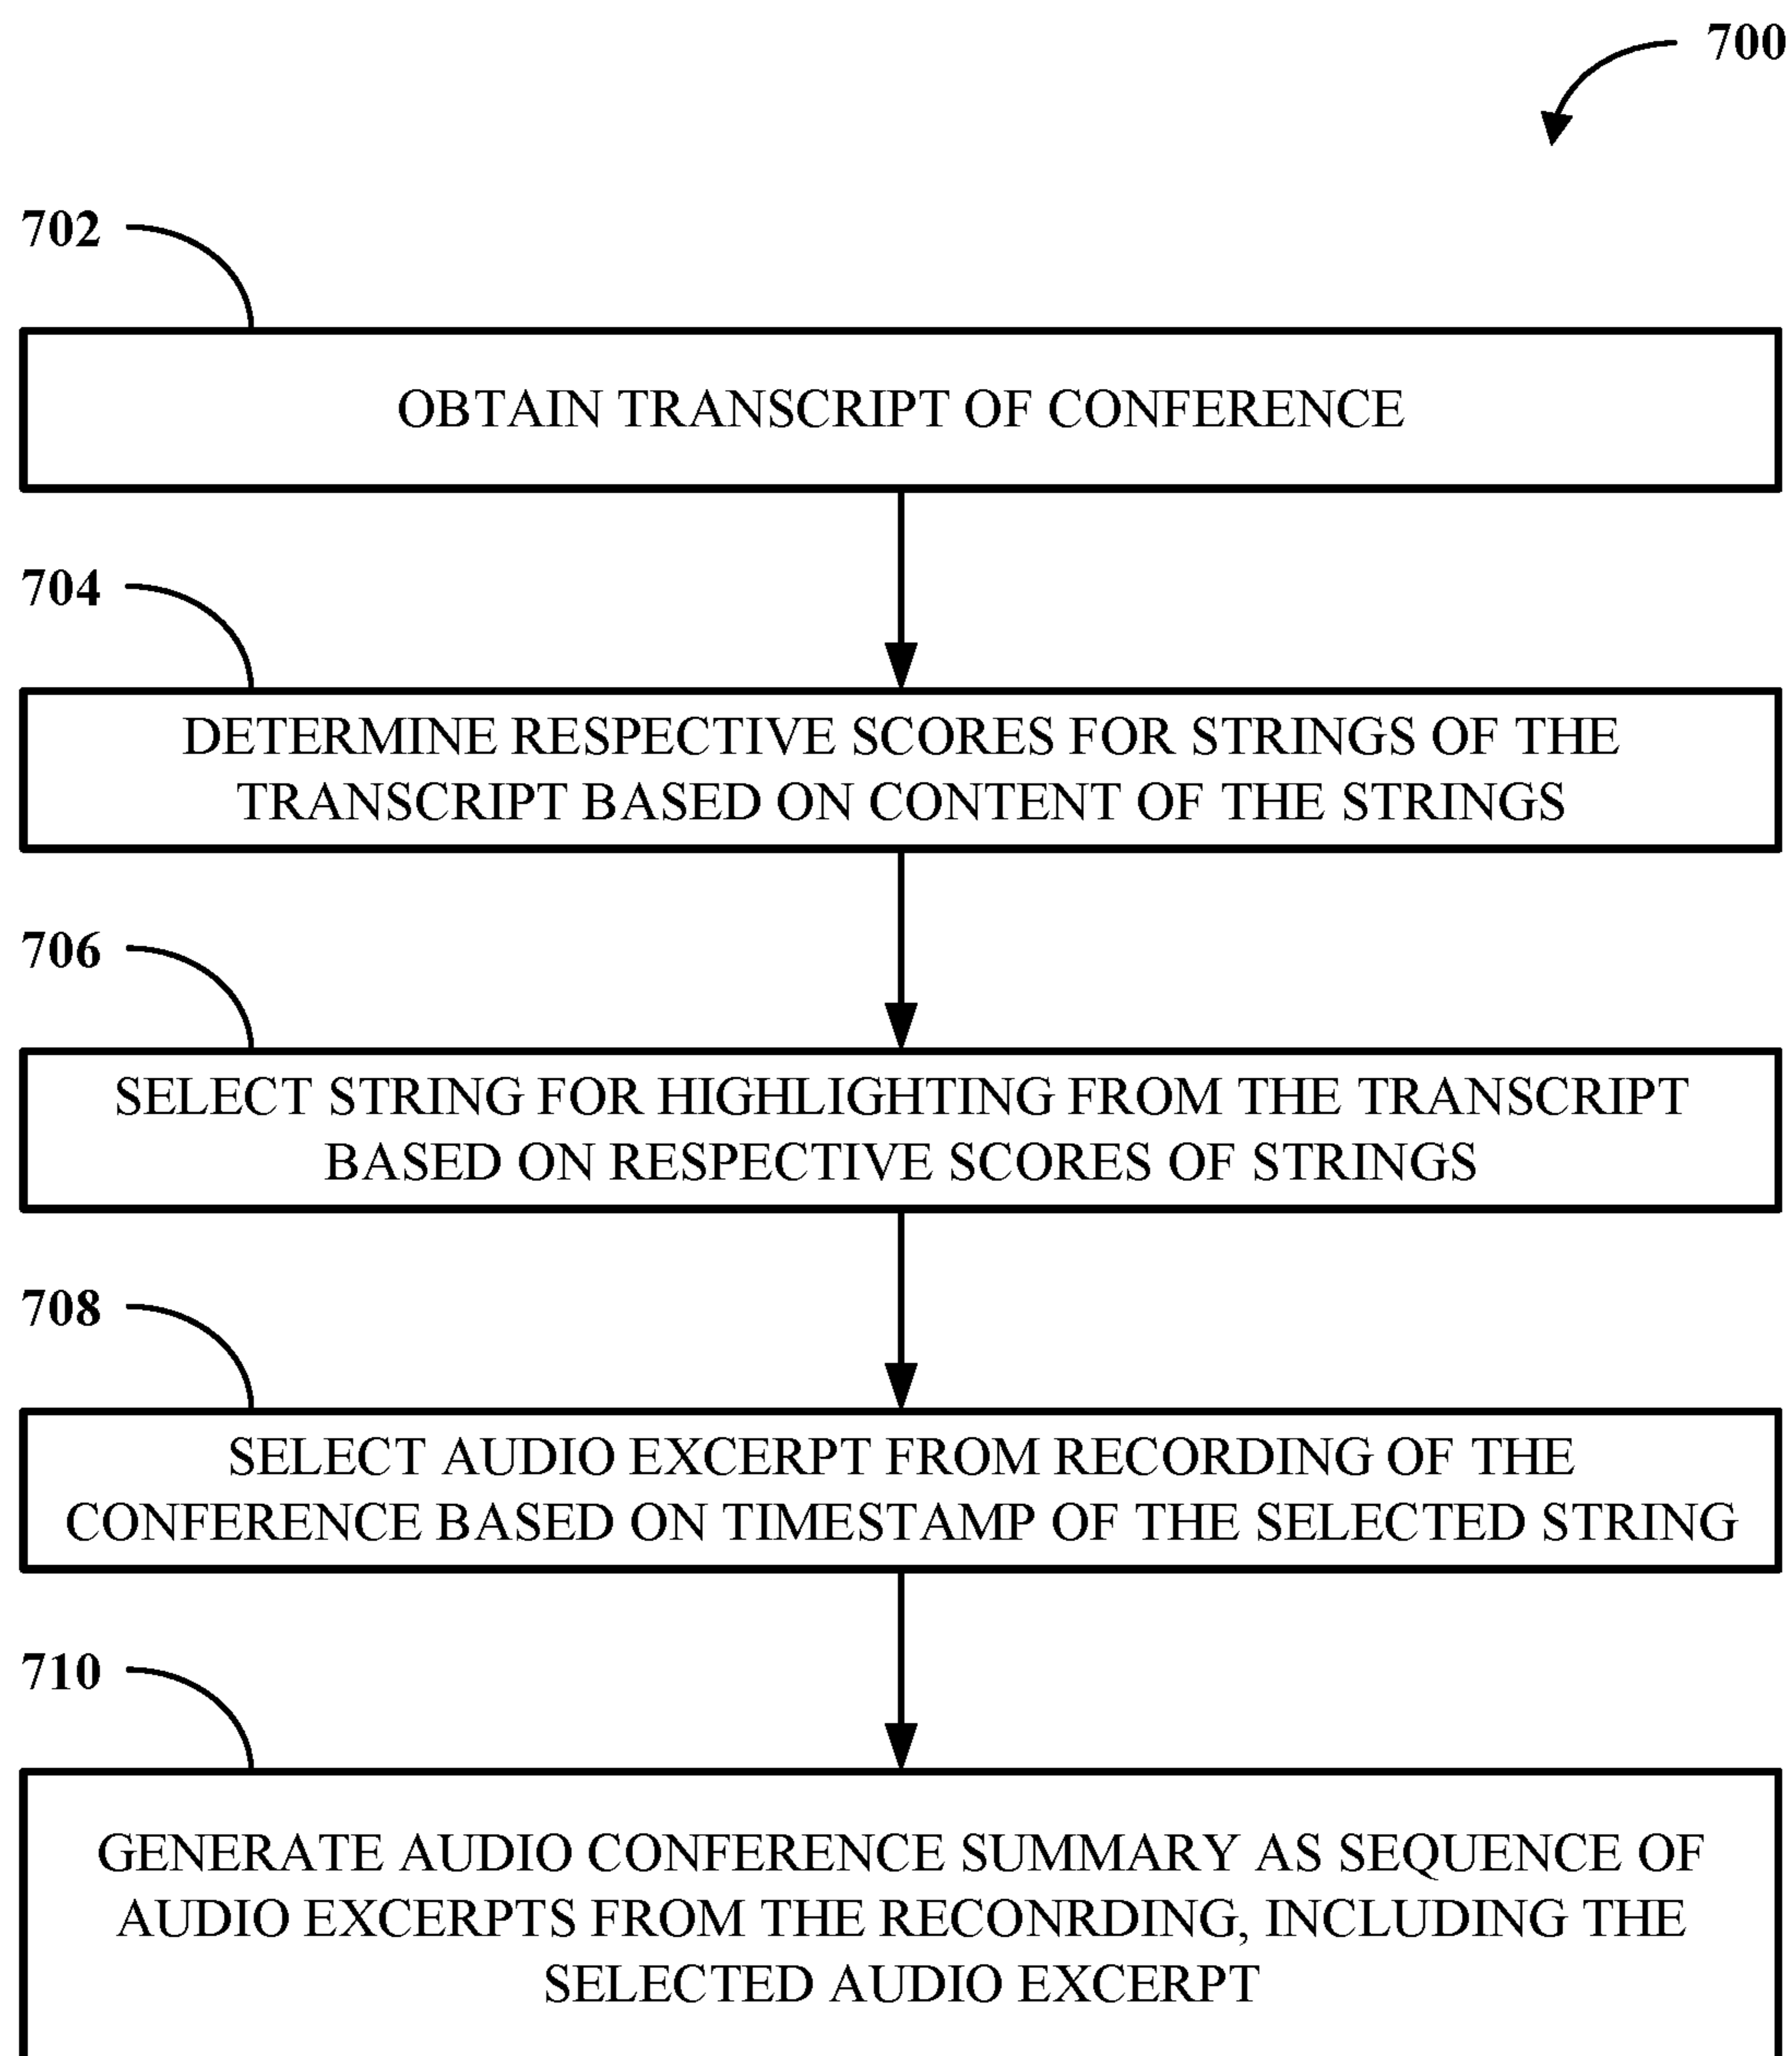 700
702
OBTAIN TRANSCRIPT OF CONFERENCE
704
DETERMINE RESPECTIVE SCORES FOR STRINGS OF THE
TRANSCRIPT BASED ON CONTENT OF THE STRINGS
706
SELECT STRING FOR HIGHLIGHTING FROM THE TRANSCRIPT
BASED ON RESPECTIVE SCORES OF STRINGS
708
SELECT AUDIO EXCERPT FROM RECORDING OF THE
CONFERENCE BASED ON TIMESTAMP OF THE SELECTED STRING
710
GENERATE AUDIO CONFERENCE SUMMARY AS SEQUENCE OF
AUDIO EXCERPTS FROM THE RECONRDING, INCLUDING THE
SELECTED AUDIO EXCERPT